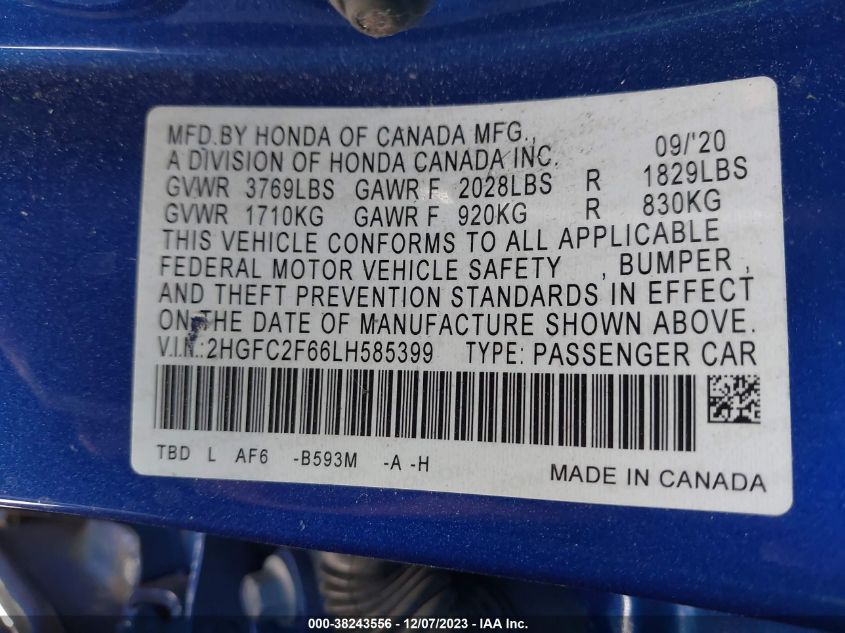 MFD.BY HONDA OF CANADA MFG.,
A DIVISION OF HONDA CANADA INC. 09/'20
GVWR 3769LBS GAWR F 2028LBS R 1829LBS
GVWR 1710KG GAWR F 920KG R 830KG
THIS VEHICLE CONFORMS TO ALL APPLICABLE
FEDERAL MOTOR VEHICLE SAFETY , BUMPER ,
AND THEFT PREVENTION STANDARDS IN EFFECT
ON THE DATE OF MANUFACTURE SHOWN ABOVE.
V.I.N.:2HGFC2F66LH585399 TYPE: PASSENGER CAR
TBD L AF6 -B593M -A -H
MADE IN CANADA
000-38243556 - 12/07/2023 - IAA Inc.